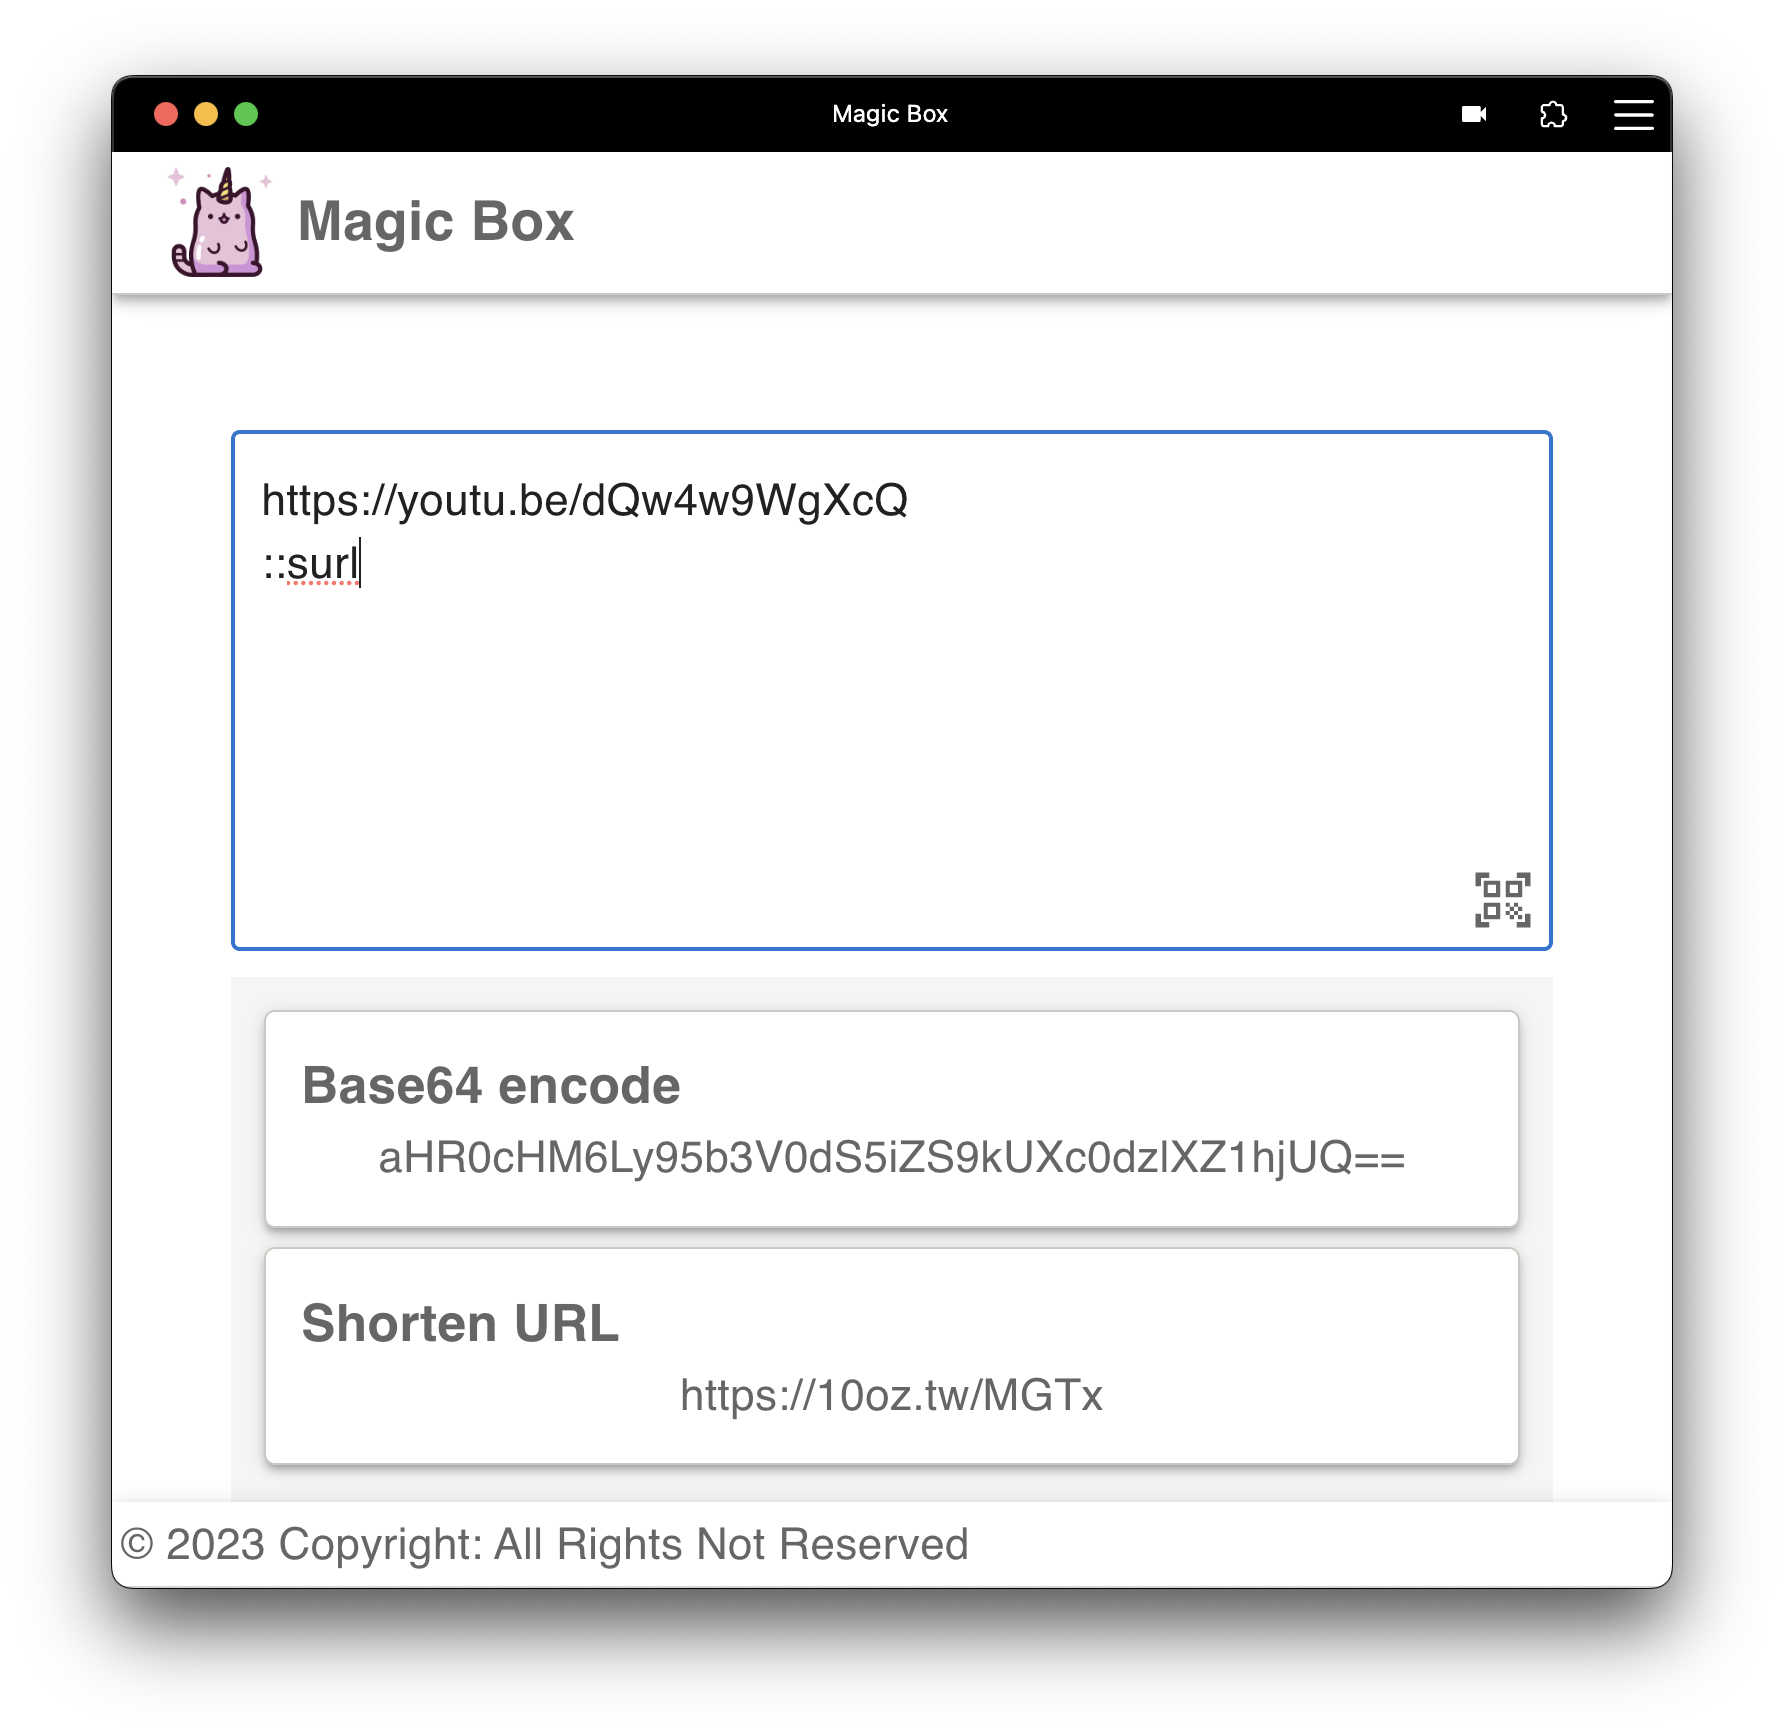 Magic Box
Magic Box
https://youtu.be/dQw4w9WgXcQ
::surl
Base64 encode
aHR0cHM6Ly95b3V0dS5iZS9kUXc0dzlXZ1hjUQ==
Shorten URL
https://10oz.tw/MGTx
© 2023 Copyright: All Rights Not Reserved